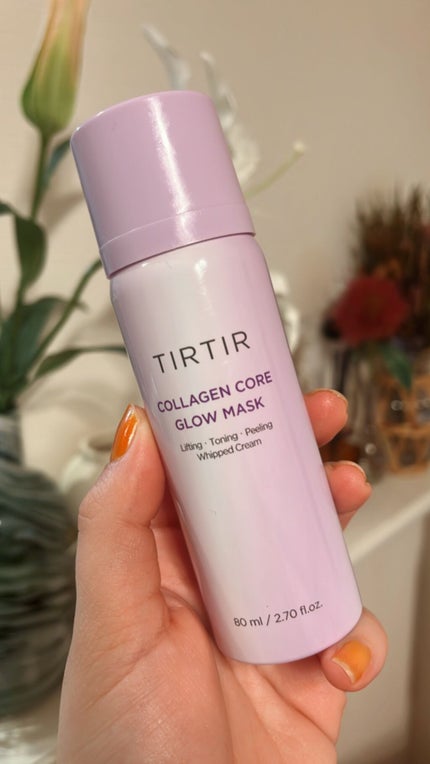 TIRTIR
COLLAGEN CORE
GLOW MASK
Lifting · Toning · Peeling
Whipped Cream
80 ml / 2.70 fl.oz.